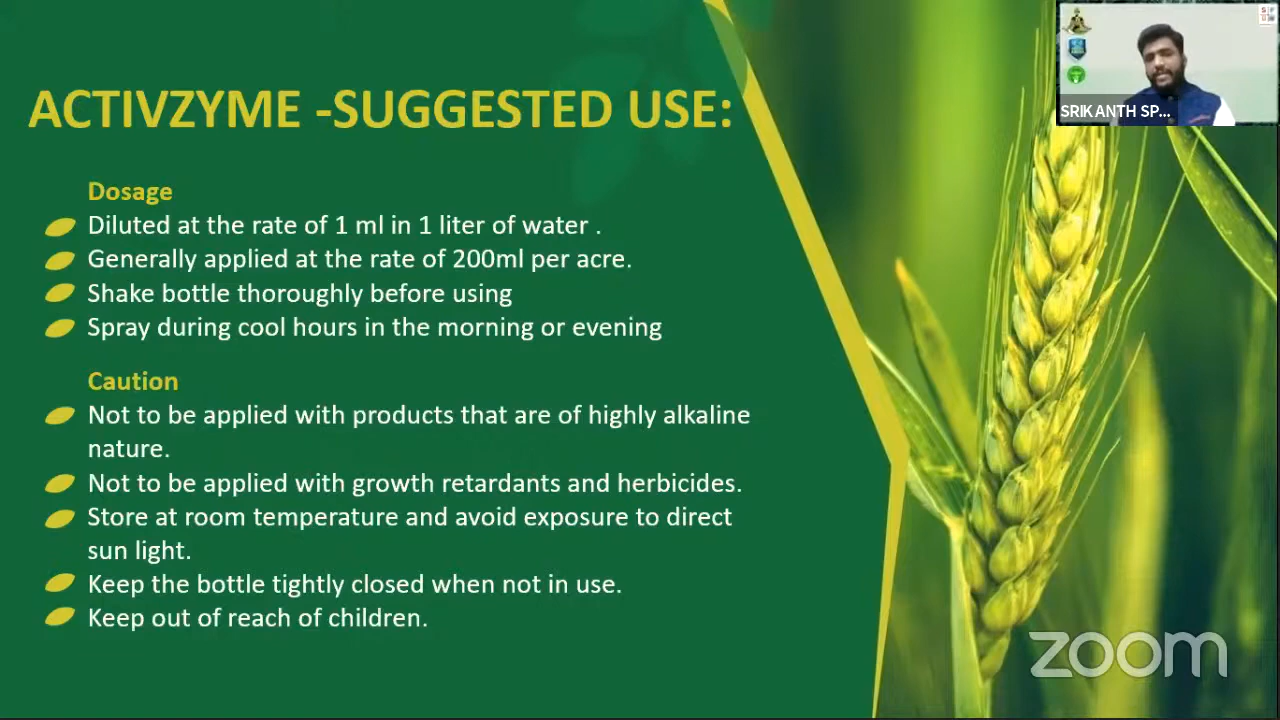 SRIKANTH SP...
ACTIVZYME -SUGGESTED USE:
Dosage
Diluted at the rate of 1 ml in 1 liter of water .
Generally applied at the rate of 200ml per acre.
Shake bottle thoroughly before using
Spray during cool hours in the morning or evening
Caution
Not to be applied with products that are of highly alkaline
nature.
Not to be applied with growth retardants and herbicides.
Store at room temperature and avoid exposure to direct
sun light.
Keep the bottle tightly closed when not in use.
Keep out of reach of children.
zoom